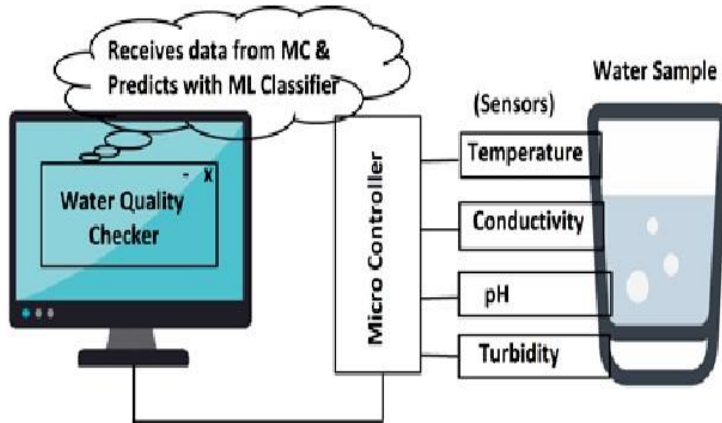 Receives data from MC &
Predicts with ML Classifier
- X
Water Quality
Checker
Micro Controller
(Sensors)
Temperature
Conductivity
pH
Turbidity
Water Sample